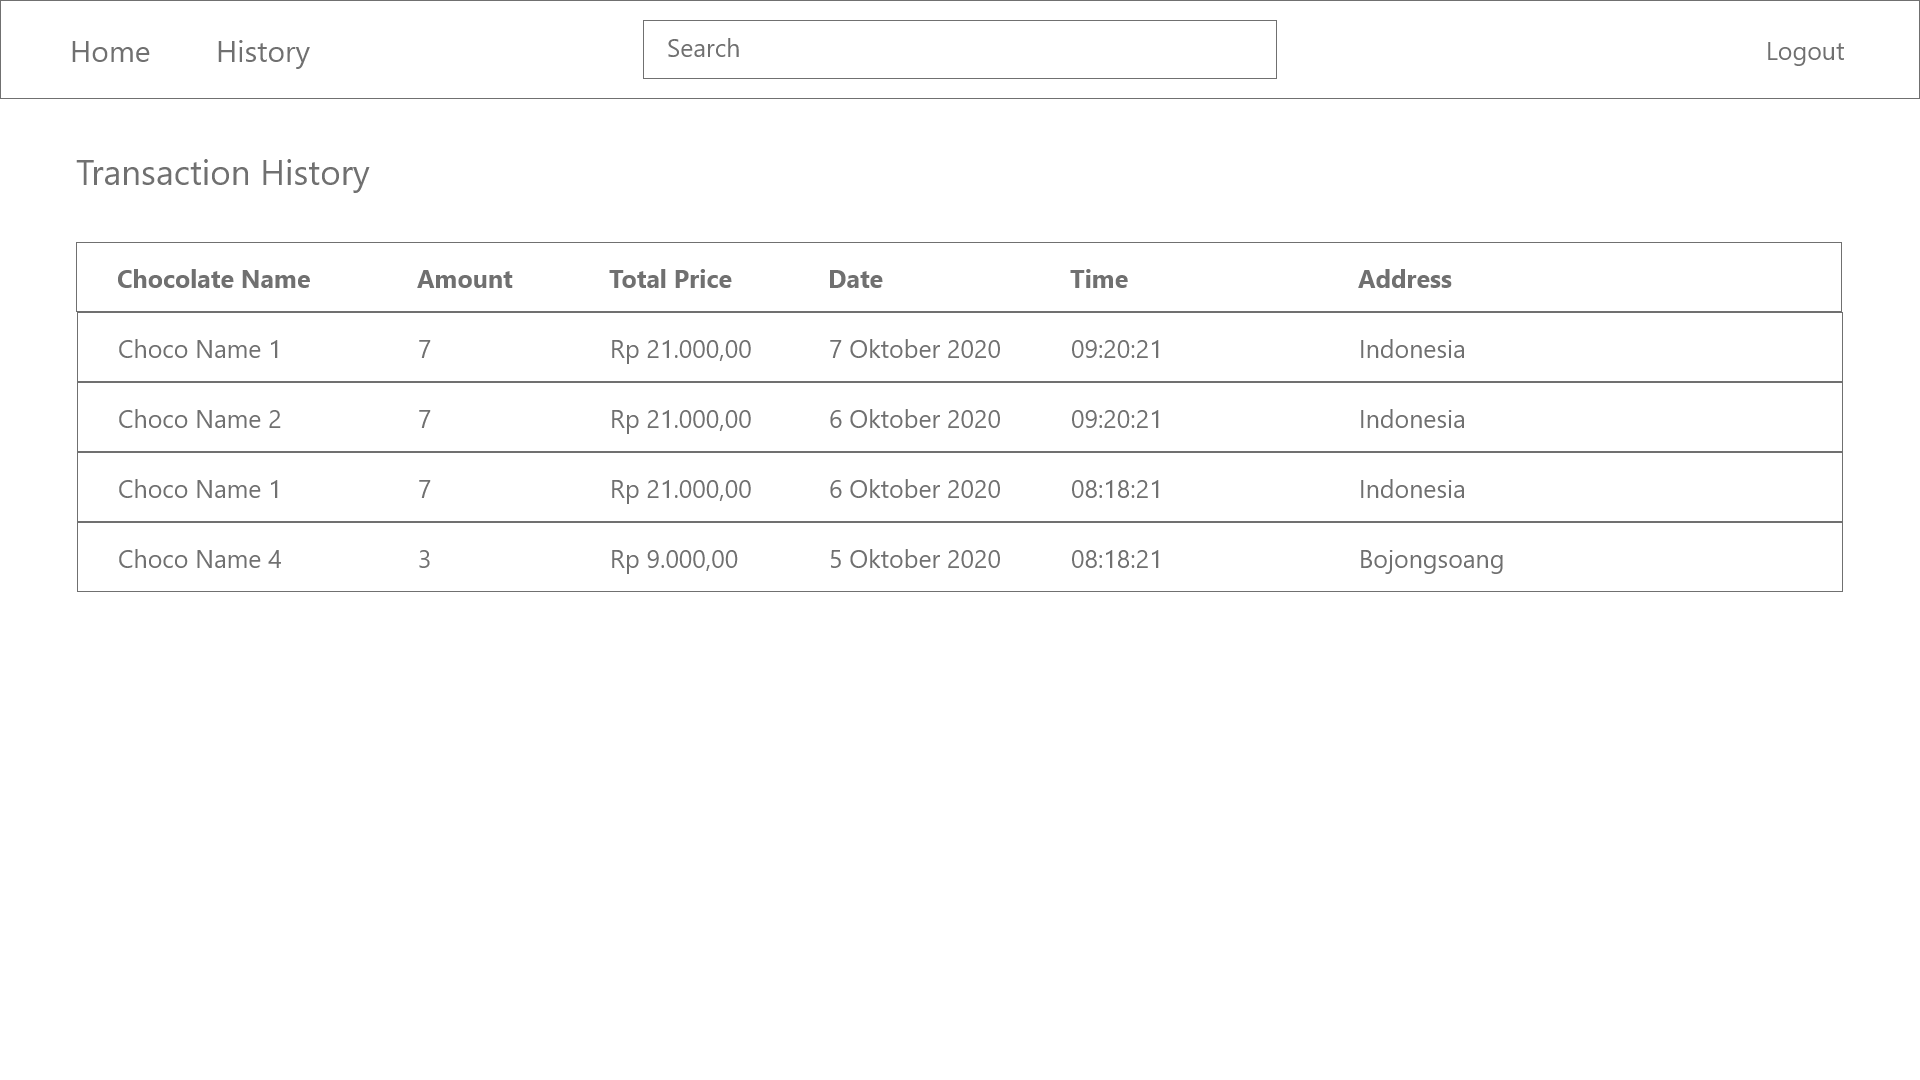 Home History Search Logout
Transaction History
Chocolate Name Amount Total Price Date Time Address
Choco Name 1 7 Rp 21.000,00 7 Oktober 2020 09:20:21 Indonesia
Choco Name 2 7 Rp 21.000,00 6 Oktober 2020 09:20:21 Indonesia
Choco Name 1 7 Rp 21.000,00 6 Oktober 2020 08:18:21 Indonesia
Choco Name 4 3 Rp 9.000,00 5 Oktober 2020 08:18:21 Bojongsoang